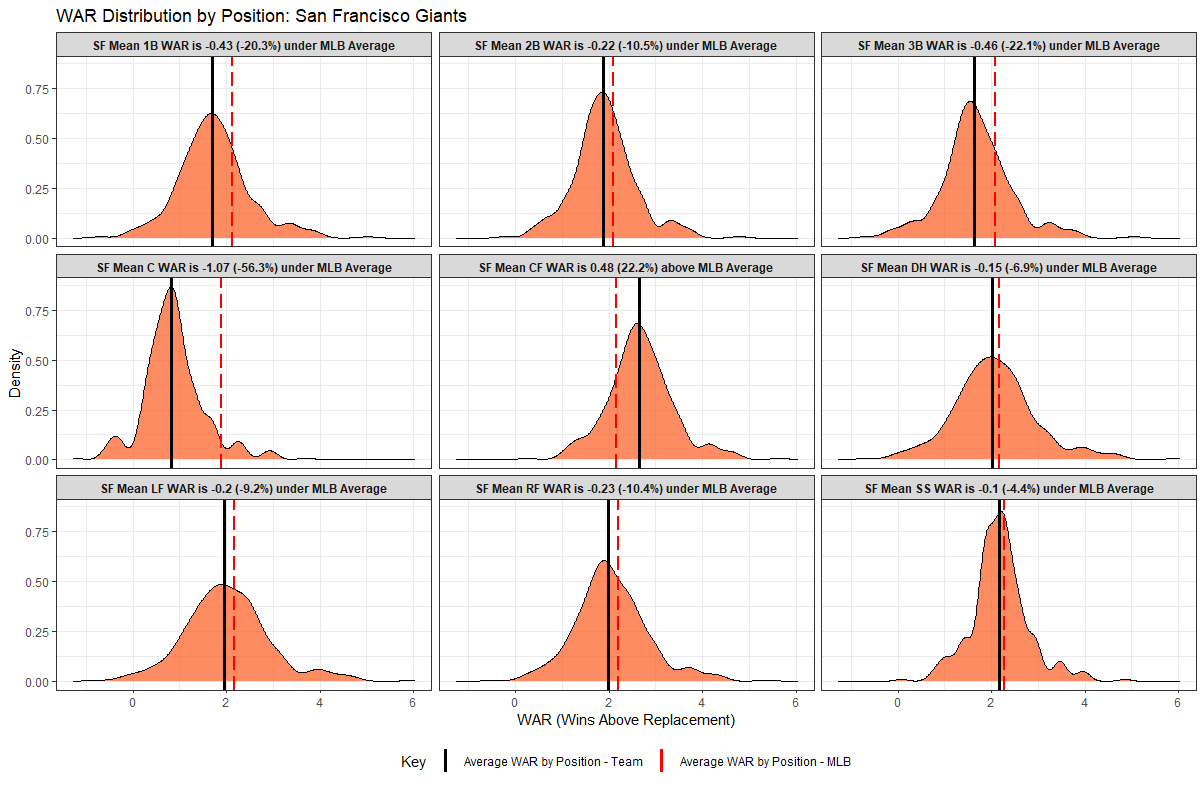 WAR Distribution by Position: San Francisco Giants
SF Mean 1B WAR is -0.43 (-20.3%) under MLB Average
SF Mean 2B WAR is -0.22 (-10.5%) under MLB Average
SF Mean 3B WAR is -0.46 (-22.1%) under MLB Average
0.75
0.50
0.25
0.00
SF Mean C WAR is -1.07 (-56.3%) under MLB Average
SF Mean CF WAR is 0.48 (22.2%) above MLB Average
SF Mean DH WAR is -0.15 (-6.9%) under MLB Average
Density
0.75
0.50
0.25
0.00
SF Mean LF WAR is -0.2 (-9.2%) under MLB Average
SF Mean RF WAR is -0.23 (-10.4%) under MLB Average
SF Mean SS WAR is -0.1 (-4.4%) under MLB Average
0.75
0.50
0.25
0.00
0 2 4 6
0 2 4 6
0 2 4 6
WAR (Wins Above Replacement)
Key Average WAR by Position - Team Average WAR by Position - MLB